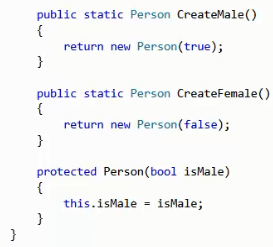 public static Person CreateMale()
{
return new Person(true);
}
public static Person CreateFemale()
{
return new Person(false);
}
protected Person(bool isMale)
{
this.isMale = isMale;
}
}